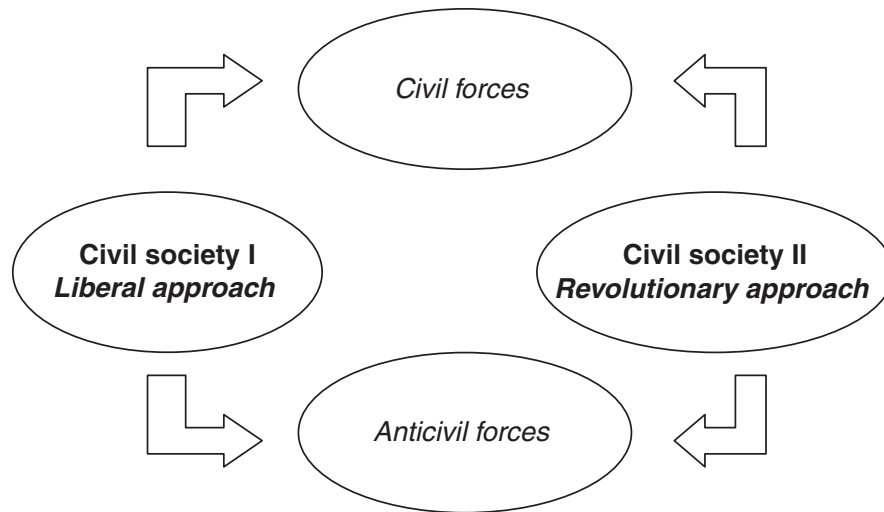 Civil forces
Civil society I
Liberal approach
Civil society II
Revolutionary approach
Anticivil forces